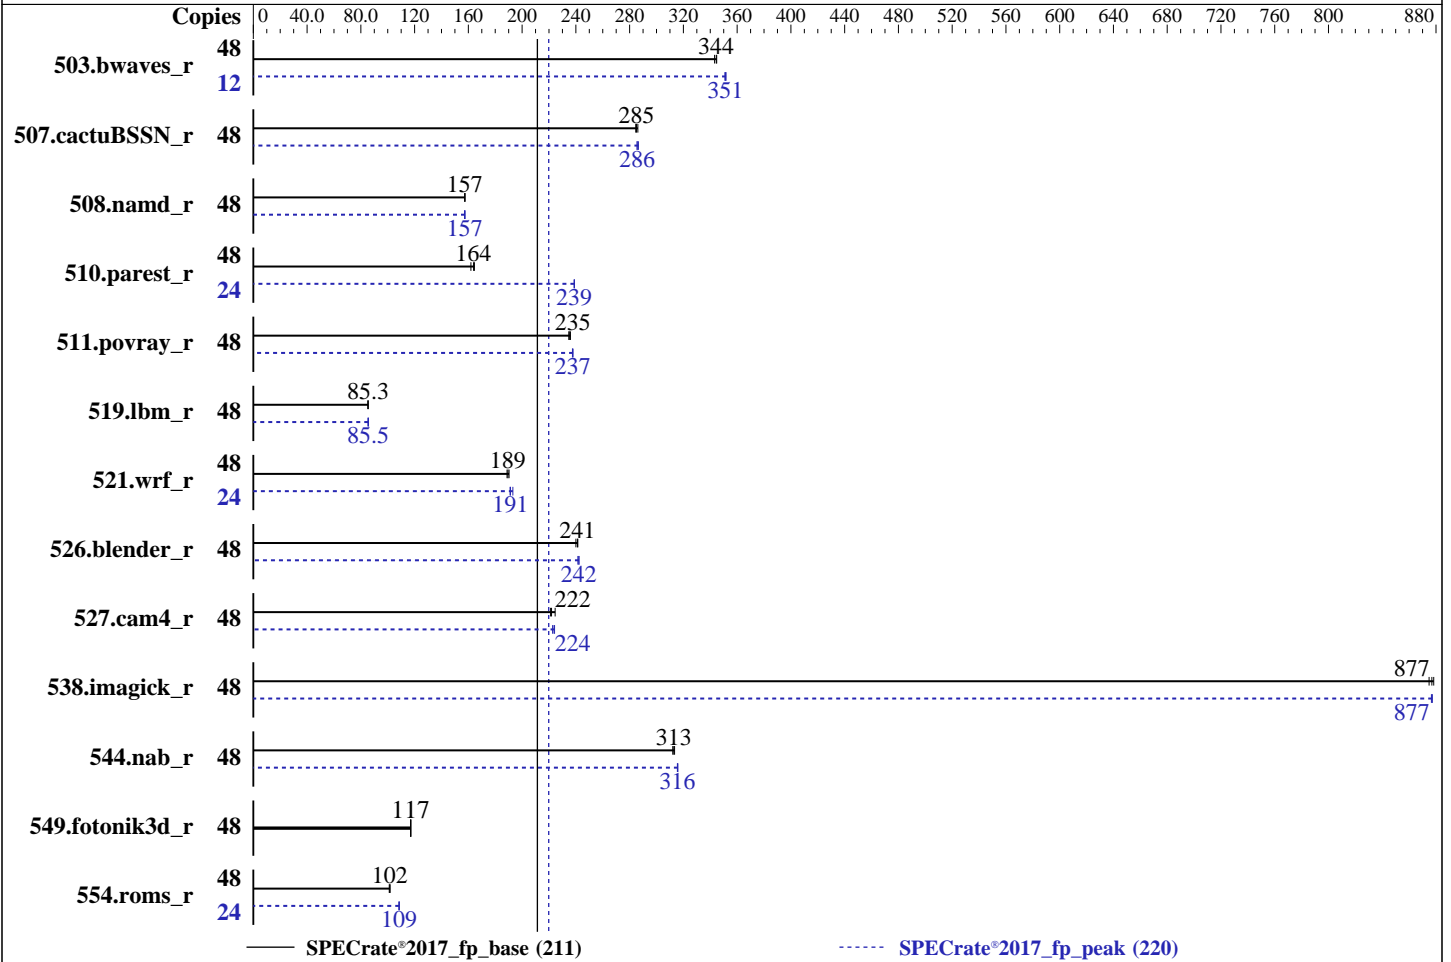 Copies 0 40.0 80.0 120 160 200 240 280 320 360 400 440 480 520 560 600 640 680 720 760 800 880
503.bwaves_r 48 344
12 351
507.cactuBSSN_r 48 285
286
508.namd_r 48 157
157
510.parest_r 48 164
24 239
511.povray_r 48 235
237
519.lbm_r 48 85.3
85.5
521.wrf_r 48 189
24 191
526.blender_r 48 241
242
527.cam4_r 48 222
224
538.imagick_r 48 877
877
544.nab_r 48 313
316
549.fotonik3d_r 48 117
554.roms_r 48 102
24 109
SPECrate®2017_fp_base (211) SPECrate®2017_fp_peak (220)